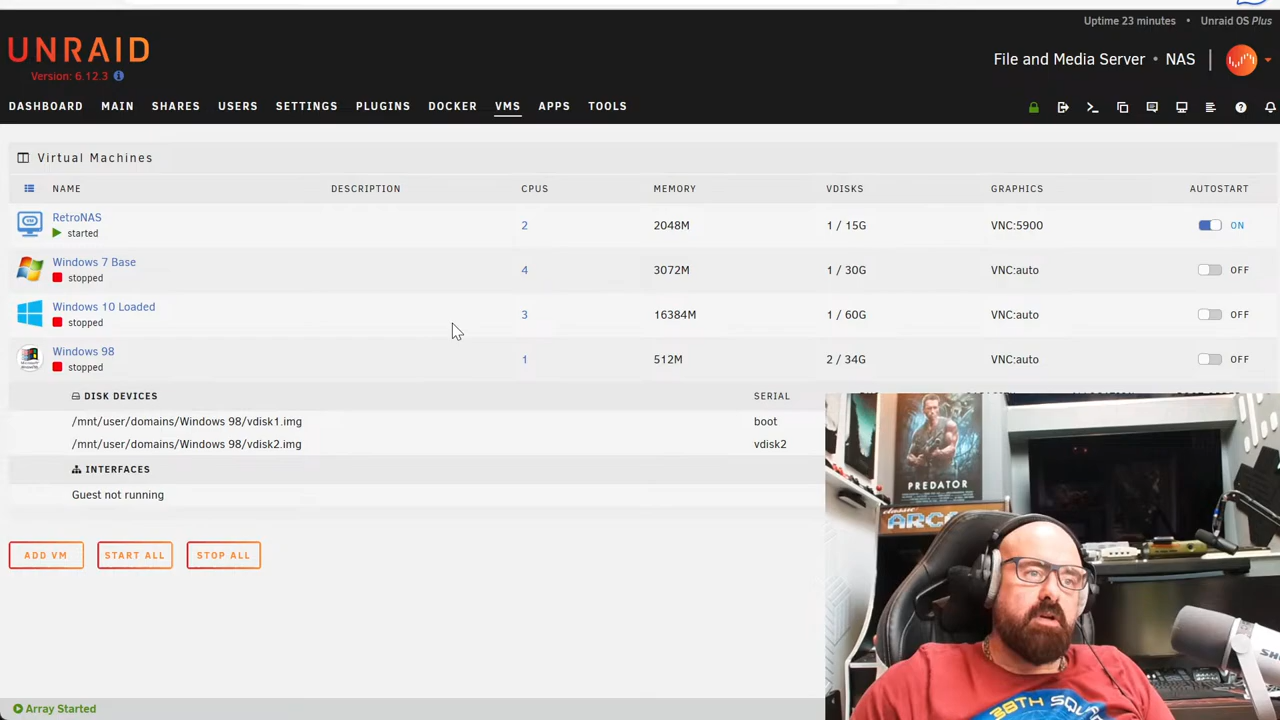 Uptime 23 minutes • Unraid OS Plus
UNRAID
Version: 6.12.3
File and Media Server • NAS
DASHBOARD MAIN SHARES USERS SETTINGS PLUGINS DOCKER VMS APPS TOOLS
Virtual Machines
NAME DESCRIPTION CPUS MEMORY VDISKS GRAPHICS AUTOSTART
RetroNAS
started
2 2048M 1 / 15G VNC:5900 ON
Windows 7 Base
stopped
4 3072M 1 / 30G VNC:auto OFF
Windows 10 Loaded
stopped
3 16384M 1 / 60G VNC:auto OFF
Windows 98
stopped
1 512M 2 / 34G VNC:auto OFF
DISK DEVICES SERIAL
/mnt/user/domains/Windows 98/vdisk1.img boot
/mnt/user/domains/Windows 98/vdisk2.img vdisk2
INTERFACES
Guest not running
ADD VM START ALL STOP ALL
Array Started
PREDATOR
classic
ARC
38TH